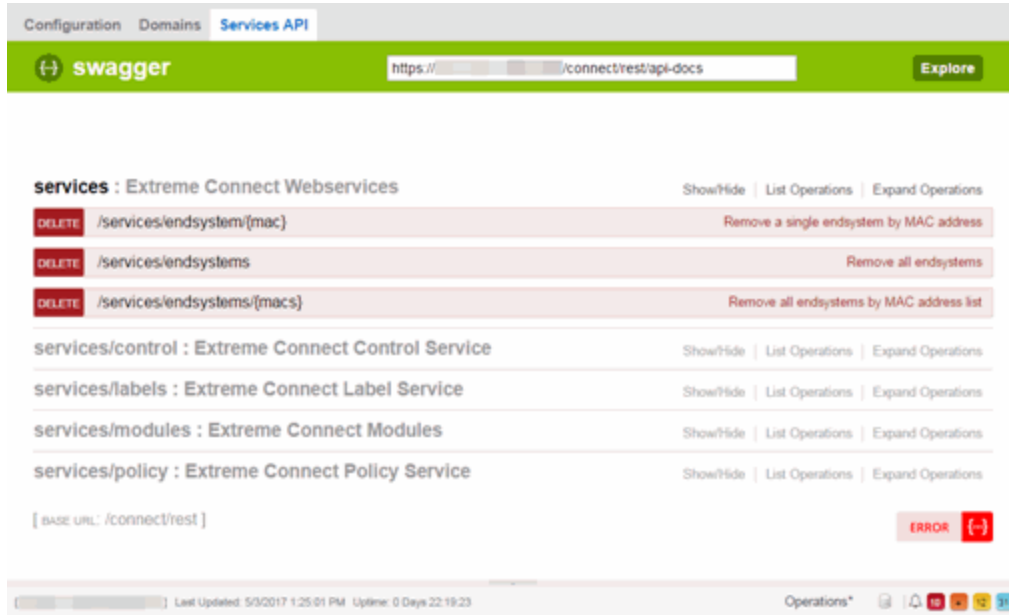 Configuration Domains Services API
swagger https:// /connect/rest/api-docs Explore
services : Extreme Connect Webservices Show/Hide List Operations Expand Operations
DELETE /services/endsystem/{mac} Remove a single endsystem by MAC address
DELETE /services/endsystems Remove all endsystems
DELETE /services/endsystems/{macs} Remove all endsystems by MAC address list
services/control : Extreme Connect Control Service Show/Hide List Operations Expand Operations
services/labels : Extreme Connect Label Service Show/Hide List Operations Expand Operations
services/modules : Extreme Connect Modules Show/Hide List Operations Expand Operations
services/policy : Extreme Connect Policy Service Show/Hide List Operations Expand Operations
[ BASE URL: /connect/rest ] ERROR {...}
[ ] Last Updated: 5/3/2017 1:25:01 PM Uptime: 0 Days 22:19:23 Operations* 10 12 31